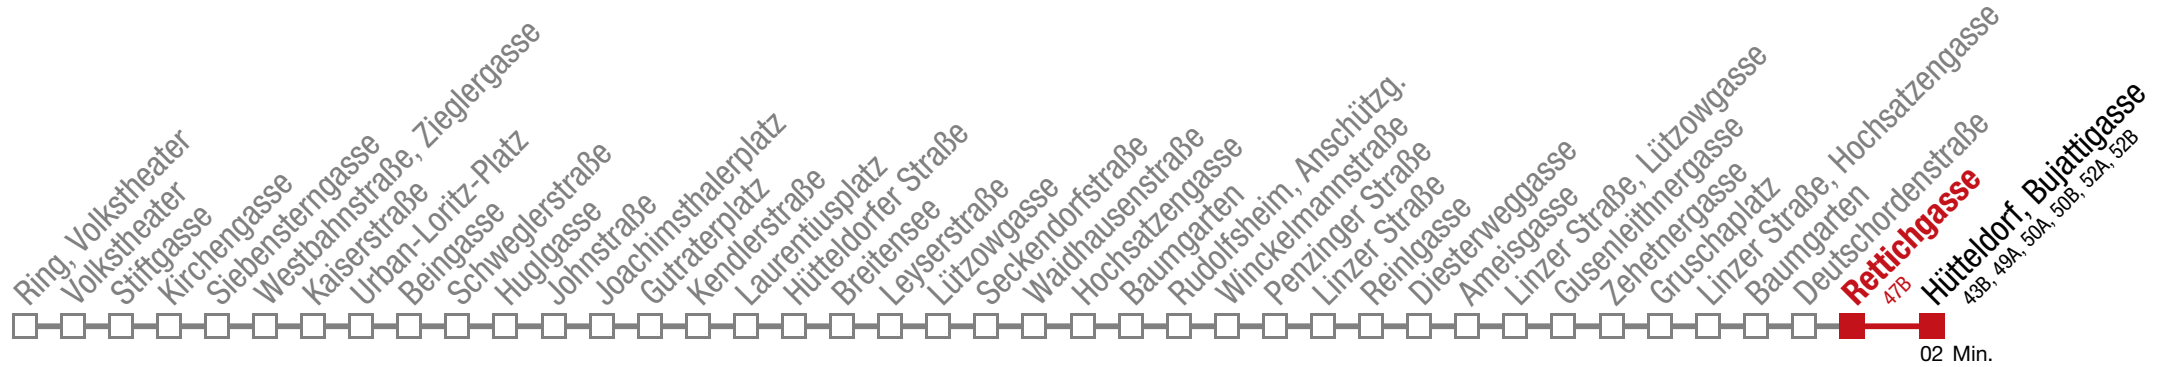 Ring, Volkstheater
Volkstheater
Stiftgasse
Kirchengasse
Siebensterngasse
Westbahnstraße, Zieglergasse
Kaiserstraße
Urban-Loritz-Platz
Beingasse
Schweglerstraße
Huglgasse
Johnstraße
Joachimsthalerplatz
Gutraterplatz
Kendlerstraße
Laurentiusplatz
Hütteldorfer Straße
Breitensee
Leyserstraße
Lützowgasse
Seckendorfstraße
Waidhausenstraße
Hochsatzengasse
Baumgarten
Rudolfsheim, Anschützg.
Winckelmannstraße
Penzinger Straße
Linzer Straße
Reinlgasse
Diesterweggasse
Ameisgasse
Linzer Straße, Lützowgasse
Gusenleithnergasse
Zehetnergasse
Gruschaplatz
Linzer Straße, Hochsatzengasse
Baumgarten
Deutschordenstraße
Rettichgasse
47B
Hütteldorf, Bujattigasse
43B, 49A, 50A, 50B, 52A, 52B
02 Min.